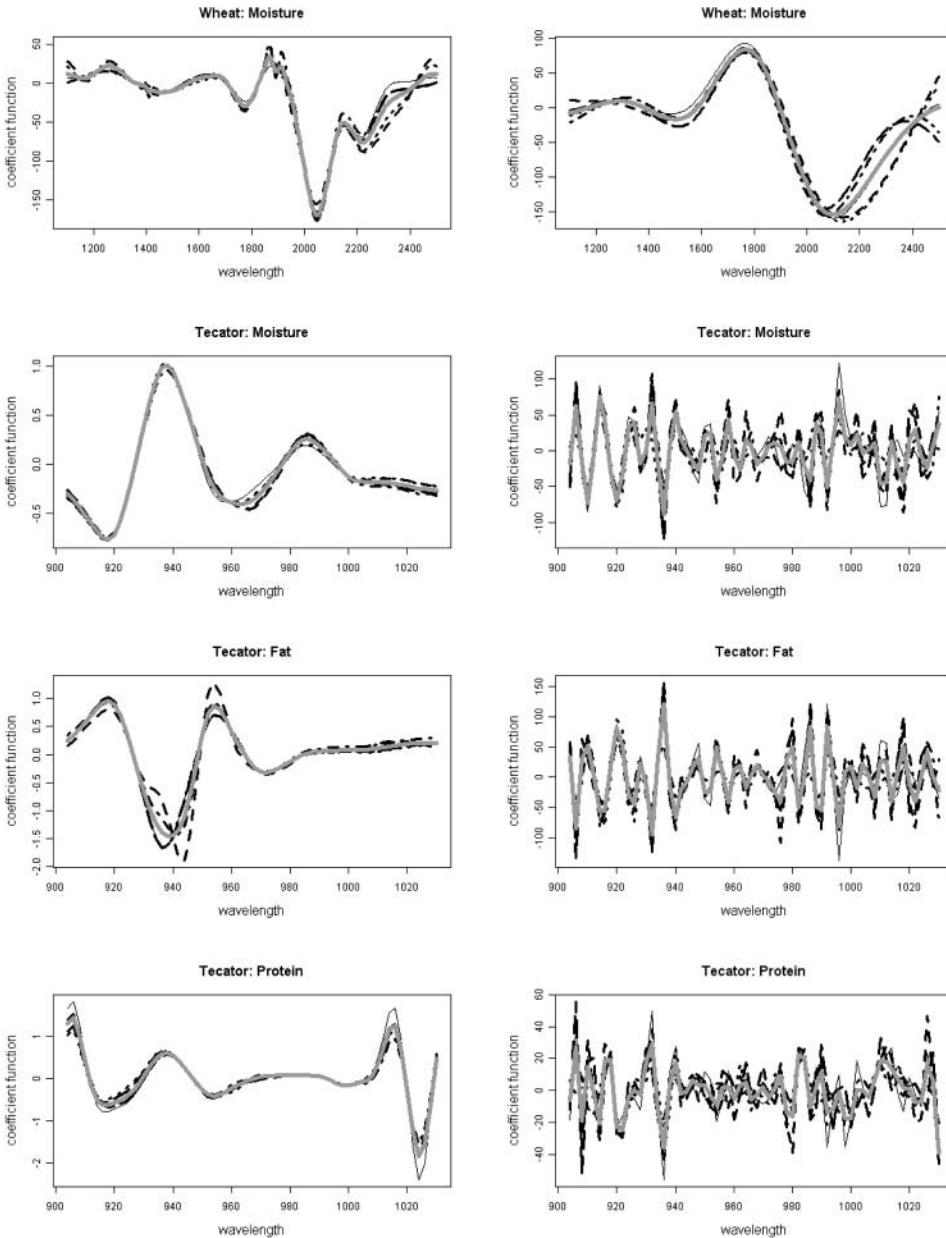 Wheat: Moisture
coefficient function
50
0
-50
-100
-150
1200 1400 1600 1800 2000 2200 2400
wavelength
Wheat: Moisture
coefficient function
100
50
0
-50
-100
-150
1200 1400 1600 1800 2000 2200 2400
wavelength
Tecator: Moisture
coefficient function
1.0
0.5
0.0
-0.5
900 920 940 960 980 1000 1020
wavelength
Tecator: Moisture
coefficient function
100
50
0
-50
-100
900 920 940 960 980 1000 1020
wavelength
Tecator: Fat
coefficient function
1.0
0.5
0.0
-0.5
-1.0
-1.5
-2.0
900 920 940 960 980 1000 1020
wavelength
Tecator: Fat
coefficient function
150
100
50
0
-50
-100
900 920 940 960 980 1000 1020
wavelength
Tecator: Protein
coefficient function
1
0
-2
900 920 940 960 980 1000 1020
wavelength
Tecator: Protein
coefficient function
60
40
20
0
-20
-40
900 920 940 960 980 1000 1020
wavelength